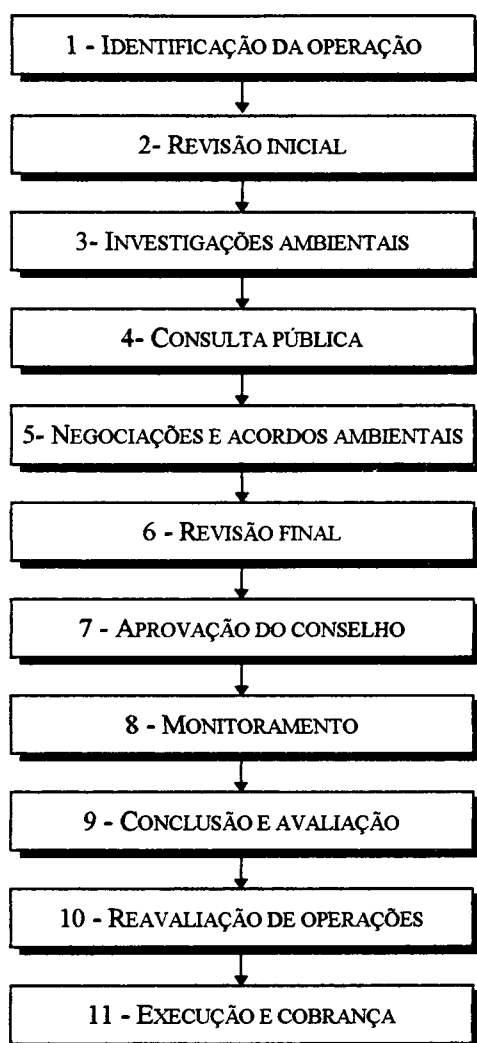 1 - IDENTIFICAÇÃO DA OPERAÇÃO
2- REVISÃO INICIAL
3- INVESTIGAÇÕES AMBIENTAIS
4- CONSULTA PÚBLICA
5- NEGOCIAÇÕES E ACORDOS AMBIENTAIS
6 - REVISÃO FINAL
7 - APROVAÇÃO DO CONSELHO
8 - MONITORAMENTO
9 - CONCLUSÃO E AVALIAÇÃO
10 - REAVALIAÇÃO DE OPERAÇÕES
11 - EXECUÇÃO E COBRANÇA